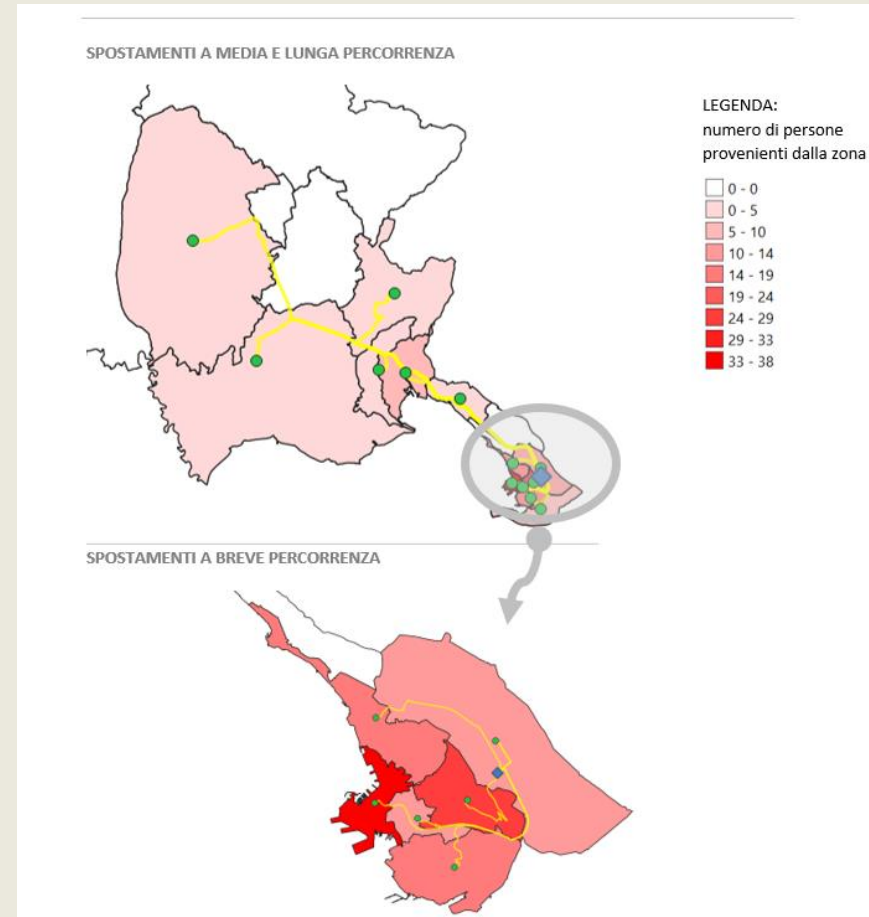 SPOSTAMENTI A MEDIA E LUNGA PERCORRENZA
LEGENDA:
numero di persone
provenienti dalla zona
0 - 0
0 - 5
5 - 10
10 - 14
14 - 19
19 - 24
24 - 29
29 - 33
33 - 38
SPOSTAMENTI A BREVE PERCORRENZA